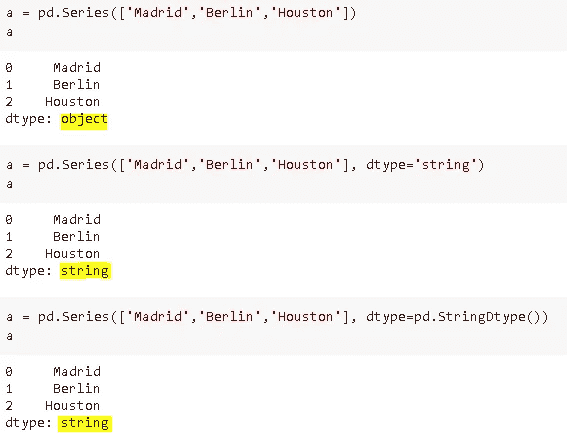 a = pd.Series(['Madrid','Berlin','Houston'])
a
0     Madrid
1     Berlin
2    Houston
dtype: object
a = pd.Series(['Madrid','Berlin','Houston'], dtype='string')
a
0     Madrid
1     Berlin
2    Houston
dtype: string
a = pd.Series(['Madrid','Berlin','Houston'], dtype=pd.StringDtype())
a
0     Madrid
1     Berlin
2    Houston
dtype: string